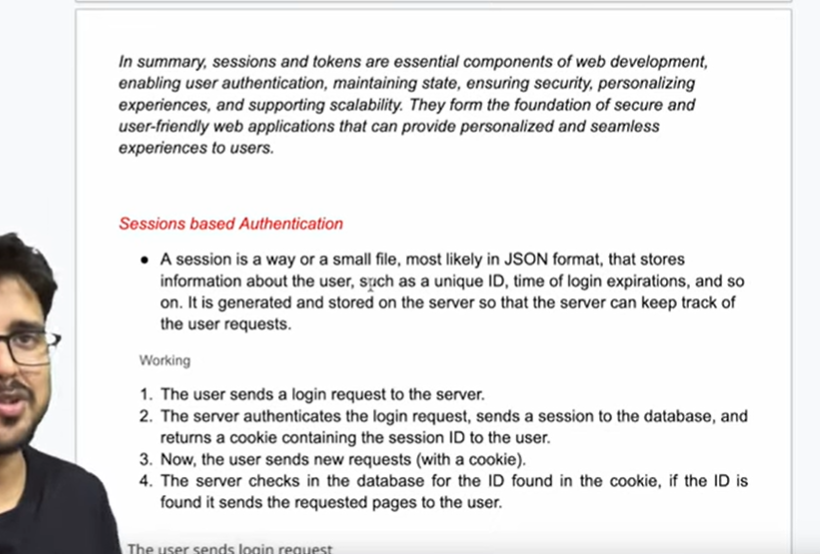 In summary, sessions and tokens are essential components of web development,
enabling user authentication, maintaining state, ensuring security, personalizing
experiences, and supporting scalability. They form the foundation of secure and
user-friendly web applications that can provide personalized and seamless
experiences to users.
Sessions based Authentication
● A session is a way or a small file, most likely in JSON format, that stores
information about the user, such as a unique ID, time of login expirations, and so
on. It is generated and stored on the server so that the server can keep track of
the user requests.
Working
1. The user sends a login request to the server.
2. The server authenticates the login request, sends a session to the database, and
returns a cookie containing the session ID to the user.
3. Now, the user sends new requests (with a cookie).
4. The server checks in the database for the ID found in the cookie, if the ID is
found it sends the requested pages to the user.
The user sends login request